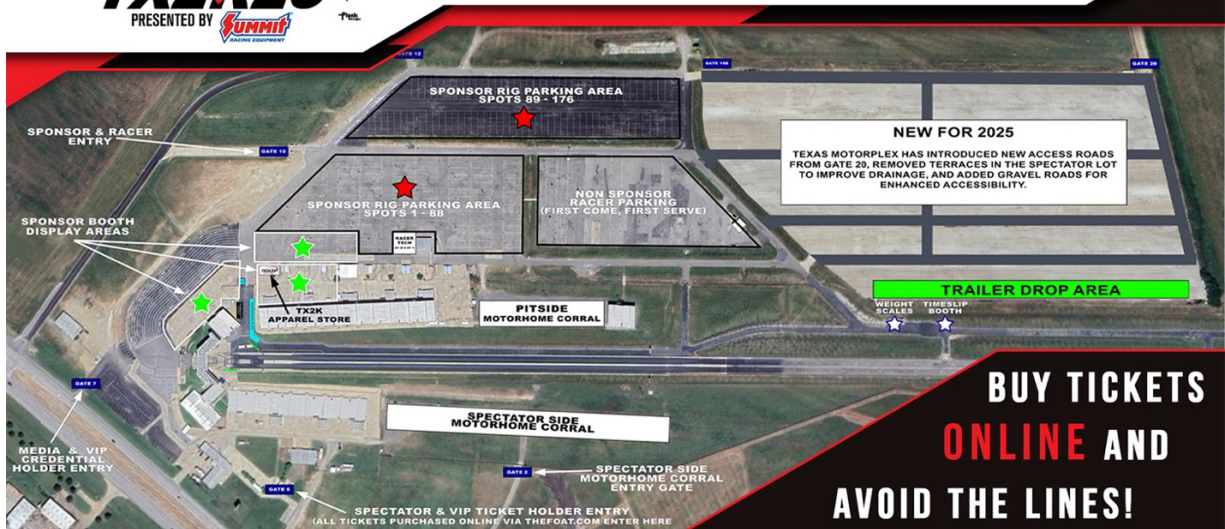 TX2K25
PRESENTED BY SUMMIT
RACING EQUIPMENT
GATE 12
GATE 14B
GATE 20
SPONSOR RIG PARKING AREA
SPOTS 89 - 176
SPONSOR & RACER
ENTRY
GATE 10
NEW FOR 2025
TEXAS MOTORPLEX HAS INTRODUCED NEW ACCESS ROADS
FROM GATE 20, REMOVED TERRACES IN THE SPECTATOR LOT
TO IMPROVE DRAINAGE, AND ADDED GRAVEL ROADS FOR
ENHANCED ACCESSIBILITY.
SPONSOR RIG PARKING AREA
SPOTS 1 - 88
NON SPONSOR
RACER PARKING
(FIRST COME, FIRST SERVE)
SPONSOR BOOTH
DISPLAY AREAS
RACER
TECH
TX2K
APPAREL STORE
PITSIDE
MOTORHOME CORRAL
TRAILER DROP AREA
WEIGHT
SCALES
TIMESLIP
BOOTH
GATE 7
MEDIA & VIP
CREDENTIAL
HOLDER ENTRY
SPECTATOR SIDE
MOTORHOME CORRAL
GATE 2
SPECTATOR SIDE
MOTORHOME CORRAL
ENTRY GATE
GATE 5
SPECTATOR & VIP TICKET HOLDER ENTRY
(ALL TICKETS PURCHASED ONLINE VIA THEFOAT.COM ENTER HERE
BUY TICKETS
ONLINE AND
AVOID THE LINES!